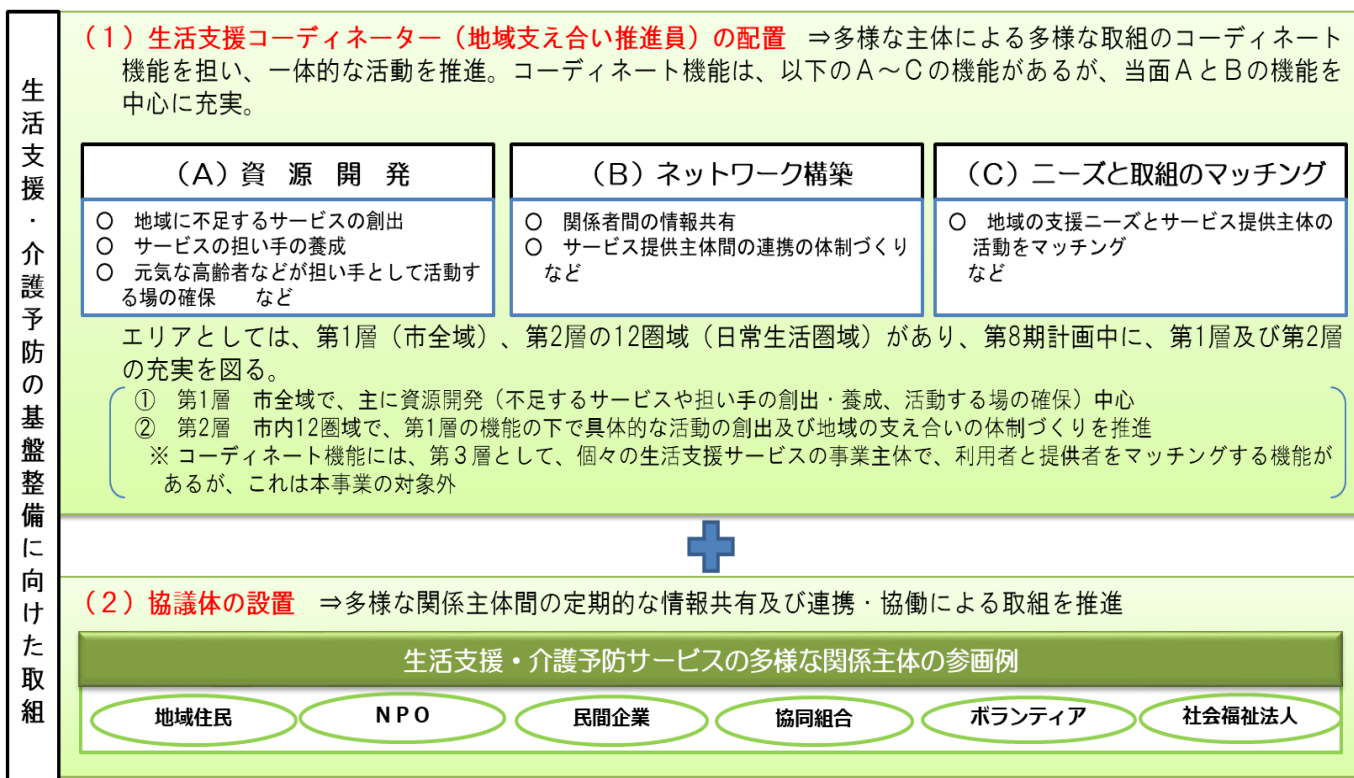 生活支援・介護予防の基盤整備に向けた取組
（１）生活支援コーディネーター（地域支え合い推進員）の配置　⇒多様な主体による多様な取組のコーディネート
機能を担い、一体的な活動を推進。コーディネート機能は、以下のＡ～Ｃの機能があるが、当面ＡとＢの機能を
中心に充実。
（Ａ）資　源　開　発
○　地域に不足するサービスの創出
○　サービスの担い手の養成
○　元気な高齢者などが担い手として活動す
る場の確保　　など
（Ｂ）ネットワーク構築
○　関係者間の情報共有
○　サービス提供主体間の連携の体制づくり
など
（Ｃ）ニーズと取組のマッチング
○　地域の支援ニーズとサービス提供主体の
活動をマッチング
など
エリアとしては、第1層（市全域）、第2層の12圏域（日常生活圏域）があり、第8期計画中に、第1層及び第2層
の充実を図る。
①　第1層　市全域で、主に資源開発（不足するサービスや担い手の創出・養成、活動する場の確保）中心
②　第2層　市内12圏域で、第1層の機能の下で具体的な活動の創出及び地域の支え合いの体制づくりを推進
※ コーディネート機能には、第３層として、個々の生活支援サービスの事業主体で、利用者と提供者をマッチングする機能が
あるが、これは本事業の対象外
（２）協議体の設置　⇒多様な関係主体間の定期的な情報共有及び連携・協働による取組を推進
生活支援・介護予防サービスの多様な関係主体の参画例
地域住民
ＮＰＯ
民間企業
協同組合
ボランティア
社会福祉法人